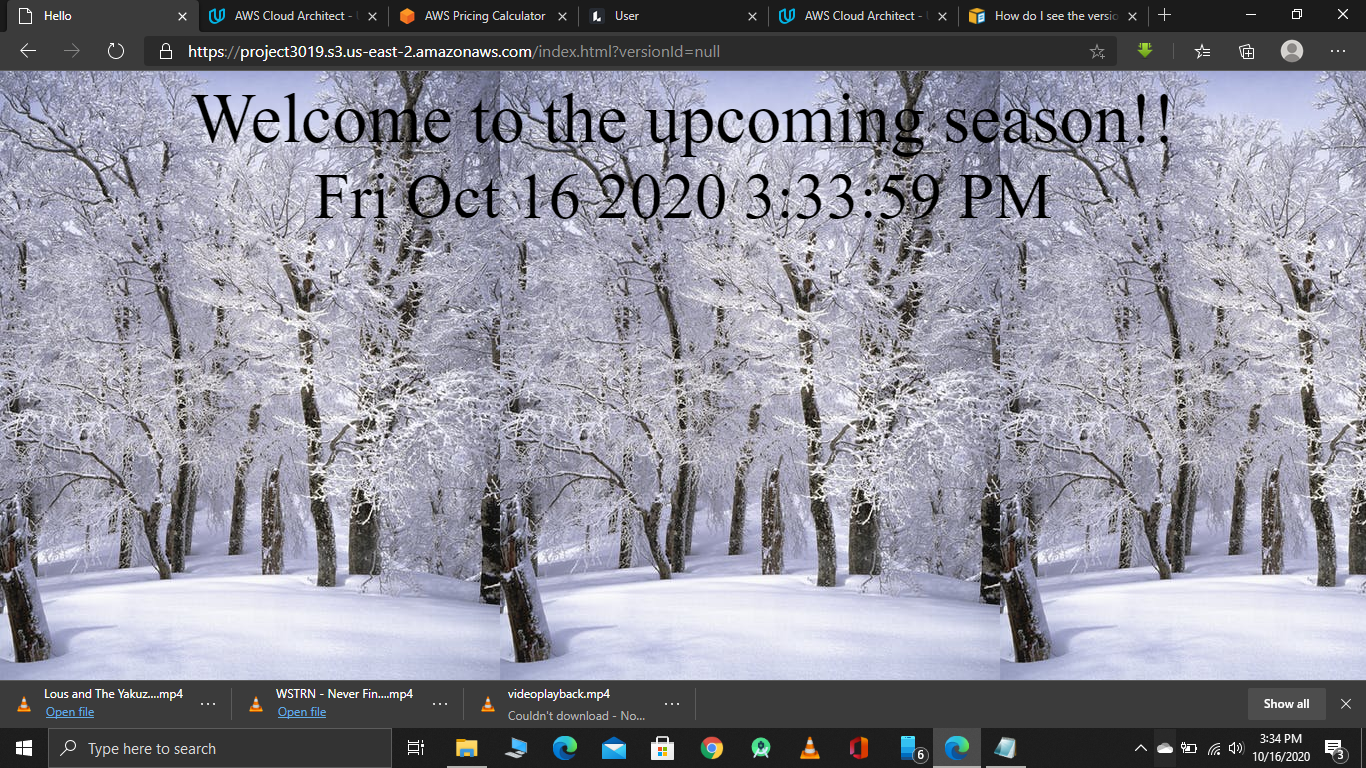 Hello
AWS Cloud Architect - U
AWS Pricing Calculator
User
AWS Cloud Architect - U
How do I see the versio
https://project3019.s3.us-east-2.amazonaws.com/index.html?versionId=null
Welcome to the upcoming season!!
Fri Oct 16 2020 3:33:59 PM
Lous and The Yakuz....mp4
Open file
WSTRN - Never Fin....mp4
Open file
videoplayback.mp4
Couldn't download - No...
Show all
Type here to search
6
3:34 PM
10/16/2020
3